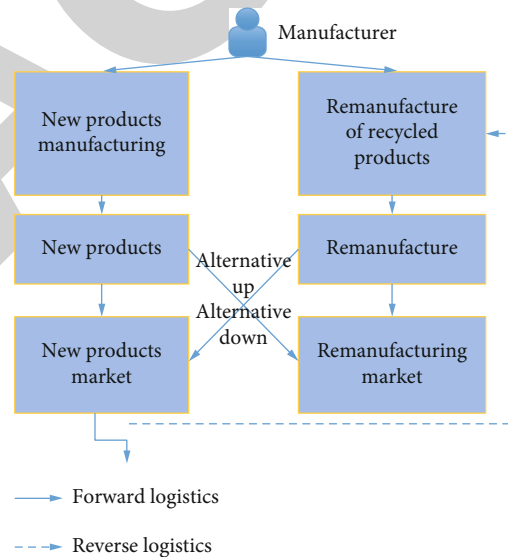 Manufacturer
New products
manufacturing
Remanufacture
of recycled
products
New products
Remanufacture
Alternative
up
Alternative
down
New products
market
Remanufacturing
market
Forward logistics
Reverse logistics